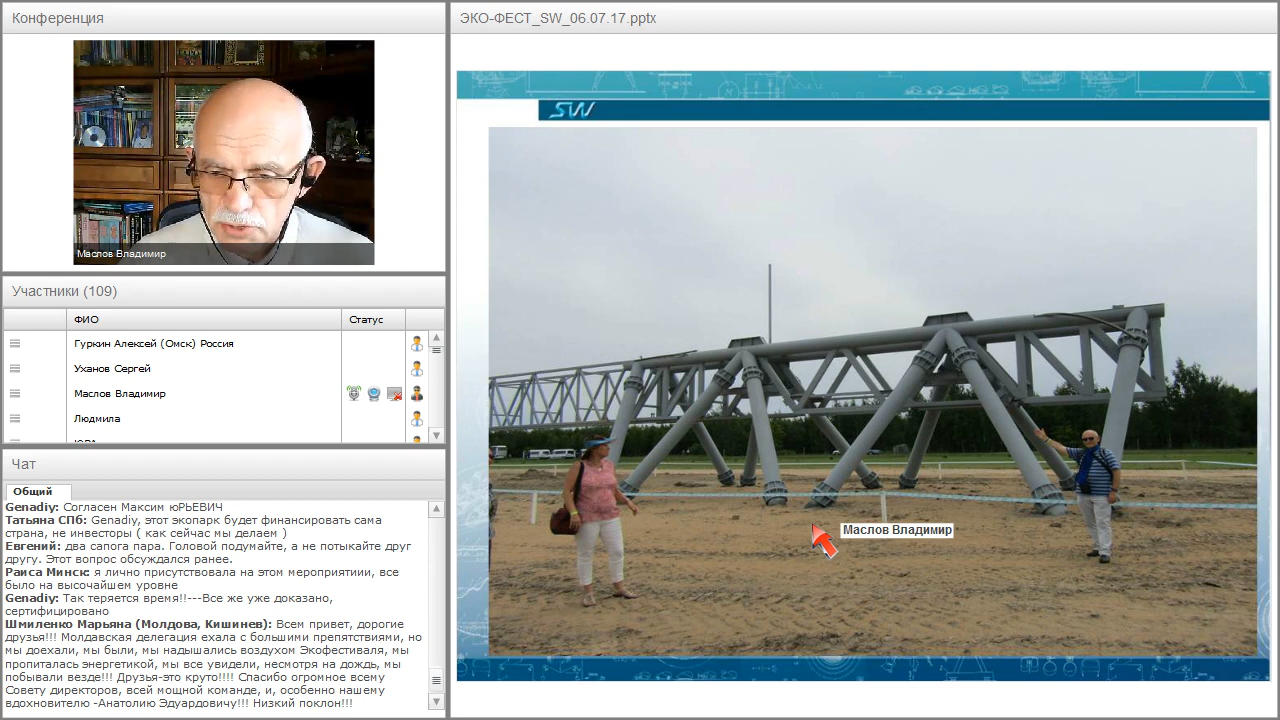 Конференция
Маслов Владимир
Участники (109)
ФИО
Статус
Гуркин Алексей (Омск) Россия
Уханов Сергей
Маслов Владимир
Людмила
Чат
Общий
Genadiy: Согласен Максим юРЬЕВИЧ
Татьяна СПб: Genadiy, этот экопарк будет финансировать сама
страна, не инвесторы ( как сейчас мы делаем )
Евгений: два сапога пара. Головой подумайте, а не потыкайте друг
другу. Этот вопрос обсуждался ранее.
Раиса Минск: я лично присутствовала на этом мероприятиии, все
было на высочайшем уровне
Genadiy: Так теряется время!!---Все же уже доказано,
сертифицировано
Шмиленко Марьяна (Молдова, Кишинев): Всем привет, дорогие
друзья!!! Молдавская делегация ехала с большими препятствиями, но
мы доехали, мы были, мы надышались воздухом Экофестиваля, мы
пропиталась энергетикой, мы все увидели, несмотря на дождь, мы
побывали везде!!! Друзья-это круто!!!! Спасибо огромное всему
Совету директоров, всей мощной команде, и, особенно нашему
вдохновителю -Анатолию Эдуардовичу!!! Низкий поклон!!!
ЭКО-ФЕСТ_SW_06.07.17.pptx
SW
Маслов Владимир